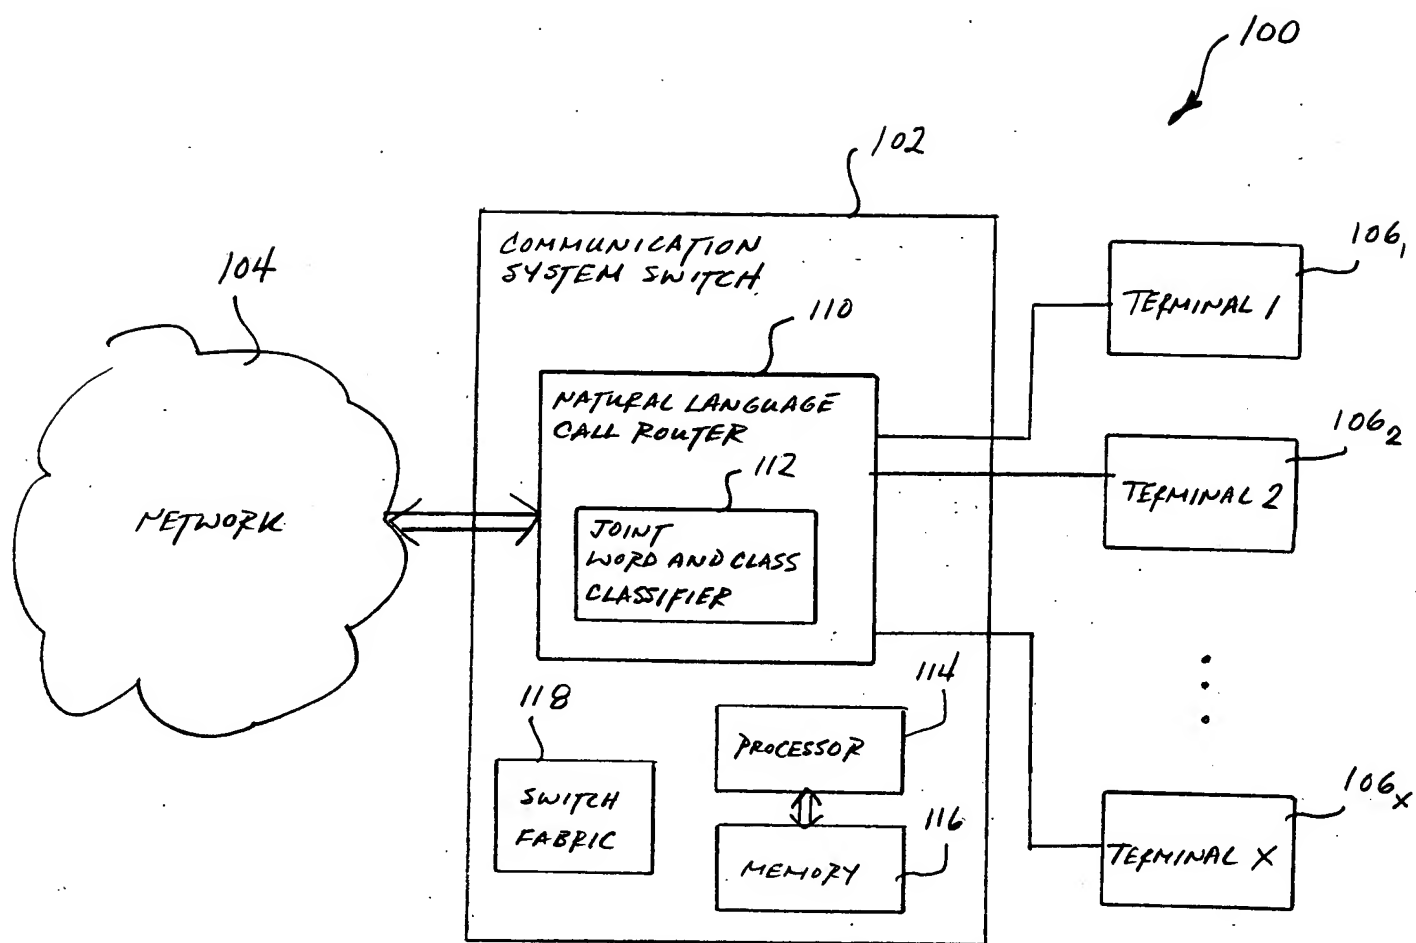 100
102
COMMUNICATION
SYSTEM SWITCH
104
NETWORK
110
NATURAL LANGUAGE
CALL ROUTER
112
JOINT
WORD AND CLASS
CLASSIFIER
114
PROCESSOR
116
MEMORY
118
SWITCH
FABRIC
106₁
TERMINAL 1
106₂
TERMINAL 2
106ₓ
TERMINAL X